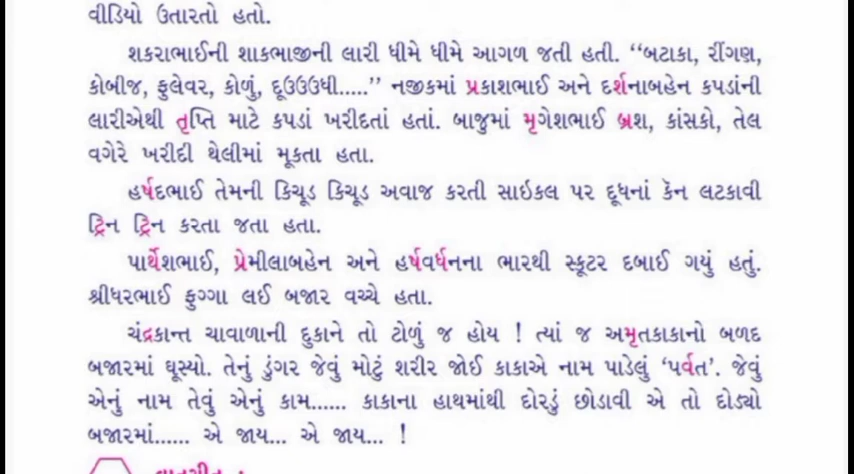 વીડિયો ઉતારતો હતો.
શકરાભાઈની શાકભાજીની લારી ધીમે ધીમે આગળ જતી હતી. “બટાકા, રીંગણ,
કોબીજ, ફુલેવર, કોળું, દૂઉઉઉધી.....” નજીકમાં પ્રકાશભાઈ અને દર્શનાબહેન કપડાંની
લારીએથી તૃપ્તિ માટે કપડાં ખરીદતાં હતાં. બાજુમાં મૃગેશભાઈ બ્રશ, કાંસકો, તેલ
વગેરે ખરીદી થેલીમાં મૂકતા હતા.
હર્ષદભાઈ તેમની કિચૂડ કિચૂડ અવાજ કરતી સાઇકલ પર દૂધનાં કૅન લટકાવી
ટ્રિન ટ્રિન કરતા જતા હતા.
પાર્થેશભાઈ, પ્રેમીલાબહેન અને હર્ષવર્ધનના ભારથી સ્કૂટર દબાઈ ગયું હતું.
શ્રીધરભાઈ ફુગ્ગા લઈ બજાર વચ્ચે હતા.
ચંદ્રકાન્ત ચાવાળાની દુકાને તો ટોળું જ હોય ! ત્યાં જ અમૃતકાકાનો બળદ
બજારમાં ઘૂસ્યો. તેનું ડુંગર જેવું મોટું શરીર જોઈ કાકાએ નામ પાડેલું ‘પર્વત’. જેવું
એનું નામ તેવું એનું કામ...... કાકાના હાથમાંથી દોરડું છોડાવી એ તો દોડ્યો
બજારમાં...... એ જાય... એ જાય... !